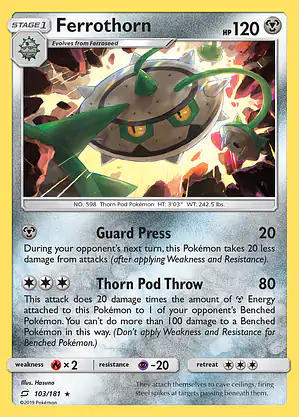 STAGE 1
Ferrothorn
HP 120
Evolves from Ferroseed
NO. 598 Thorn Pod Pokémon HT: 3'03" WT: 242.5 lbs.
Guard Press 20
During your opponent's next turn, this Pokémon takes 20 less
damage from attacks (after applying Weakness and Resistance).
Thorn Pod Throw 80
This attack does 20 damage times the amount of Energy
attached to this Pokémon to 1 of your opponent's Benched
Pokémon. You can't do more than 100 damage to a Benched
Pokémon in this way. (Don't apply Weakness and Resistance for
Benched Pokémon.)
weakness ×2 resistance -20 retreat
Illus. Hasuno
103/181 ★
©2019 Pokémon
They attach themselves to cave ceilings, firing
steel spikes at targets passing beneath them.